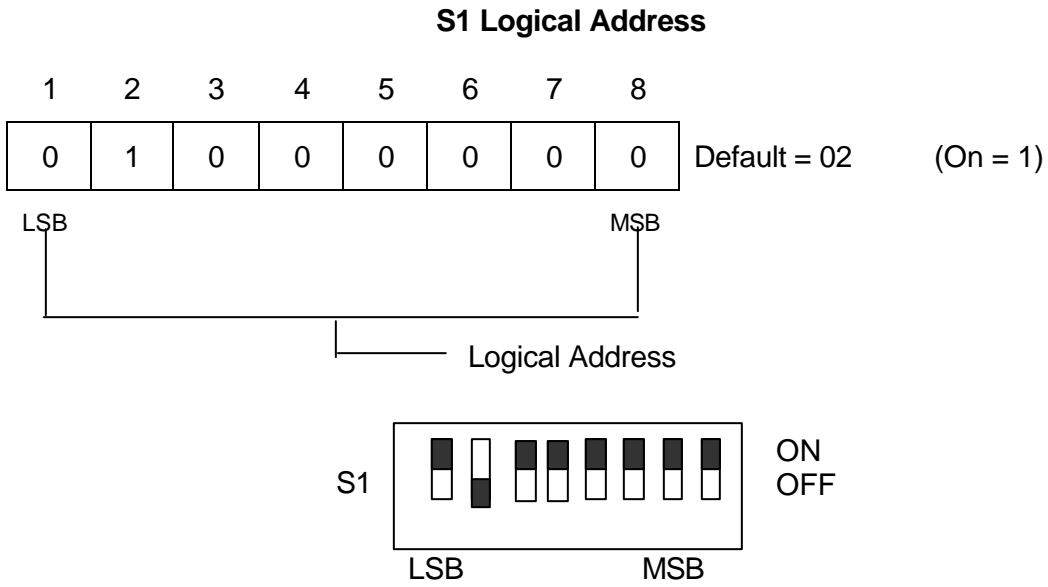 S1 Logical Address
1 2 3 4 5 6 7 8
0 1 0 0 0 0 0 0 Default = 02 (On = 1)
LSB MSB
Logical Address
ON
S1 OFF
LSB MSB